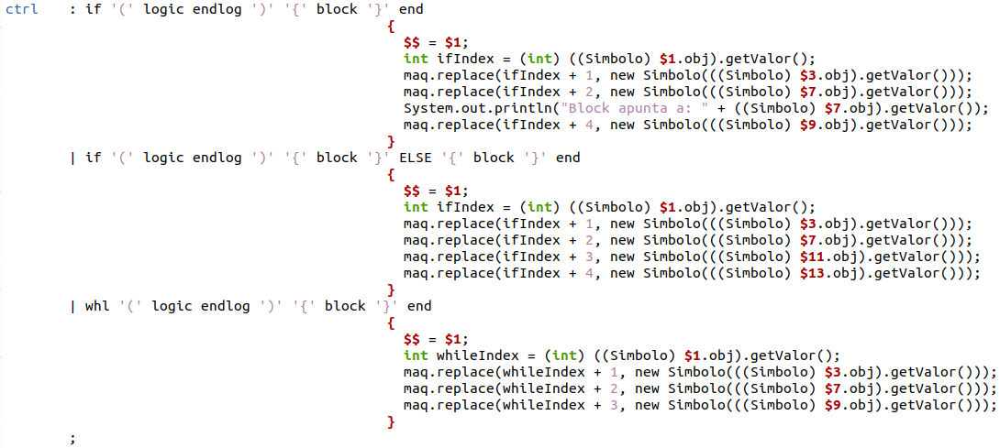 ctrl    : if '(' logic endlog ')' '{' block '}' end
{
$$ = $1;
int ifIndex = (int) ((Simbolo) $1.obj).getValor();
maq.replace(ifIndex + 1, new Simbolo(((Simbolo) $3.obj).getValor()));
maq.replace(ifIndex + 2, new Simbolo(((Simbolo) $7.obj).getValor()));
System.out.println("Block apunta a: " + ((Simbolo) $7.obj).getValor());
maq.replace(ifIndex + 4, new Simbolo(((Simbolo) $9.obj).getValor()));
}
| if '(' logic endlog ')' '{' block '}' ELSE '{' block '}' end
{
$$ = $1;
int ifIndex = (int) ((Simbolo) $1.obj).getValor();
maq.replace(ifIndex + 1, new Simbolo(((Simbolo) $3.obj).getValor()));
maq.replace(ifIndex + 2, new Simbolo(((Simbolo) $7.obj).getValor()));
maq.replace(ifIndex + 3, new Simbolo(((Simbolo) $11.obj).getValor()));
maq.replace(ifIndex + 4, new Simbolo(((Simbolo) $13.obj).getValor()));
}
| whl '(' logic endlog ')' '{' block '}' end
{
$$ = $1;
int whileIndex = (int) ((Simbolo) $1.obj).getValor();
maq.replace(whileIndex + 1, new Simbolo(((Simbolo) $3.obj).getValor()));
maq.replace(whileIndex + 2, new Simbolo(((Simbolo) $7.obj).getValor()));
maq.replace(whileIndex + 3, new Simbolo(((Simbolo) $9.obj).getValor()));
}
;